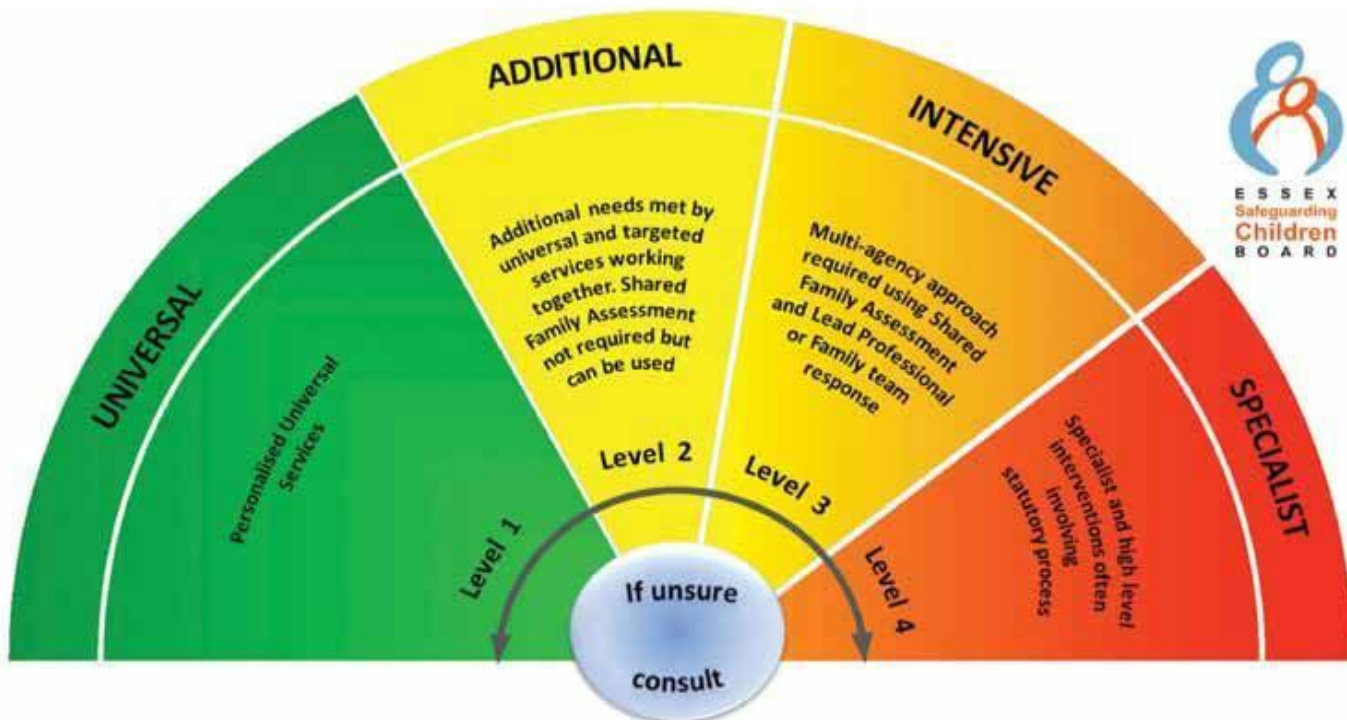 UNIVERSAL
Personalised Universal
Services
Level 1
ADDITIONAL
Additional needs met by
universal and targeted
services working
together. Shared
Family Assessment
not required but
can be used
Level 2
INTENSIVE
Multi-agency approach
required using Shared
Family Assessment
and Lead Professional
or Family team
response
Level 3
SPECIALIST
Specialist and high level
interventions often
involving
statutory process
Level 4
If unsure
consult
ESSEX
Safeguarding
Children
BOARD